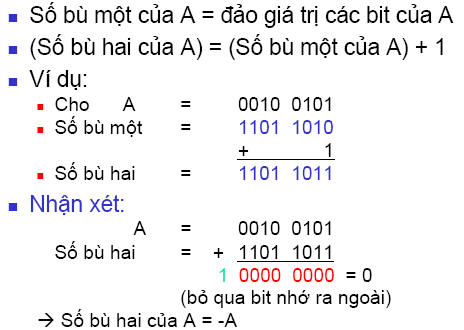 Số bù một của A = đảo giá trị các bit của A
(Số bù hai của A) = (Số bù một của A) + 1
Ví dụ:
Cho A = 0010 0101
Số bù một = 1101 1010
+ 1
Số bù hai = 1101 1011
Nhận xét:
A = 0010 0101
Số bù hai = + 1101 1011
1 0000 0000 = 0
(bỏ qua bit nhớ ra ngoài)
→ Số bù hai của A = -A